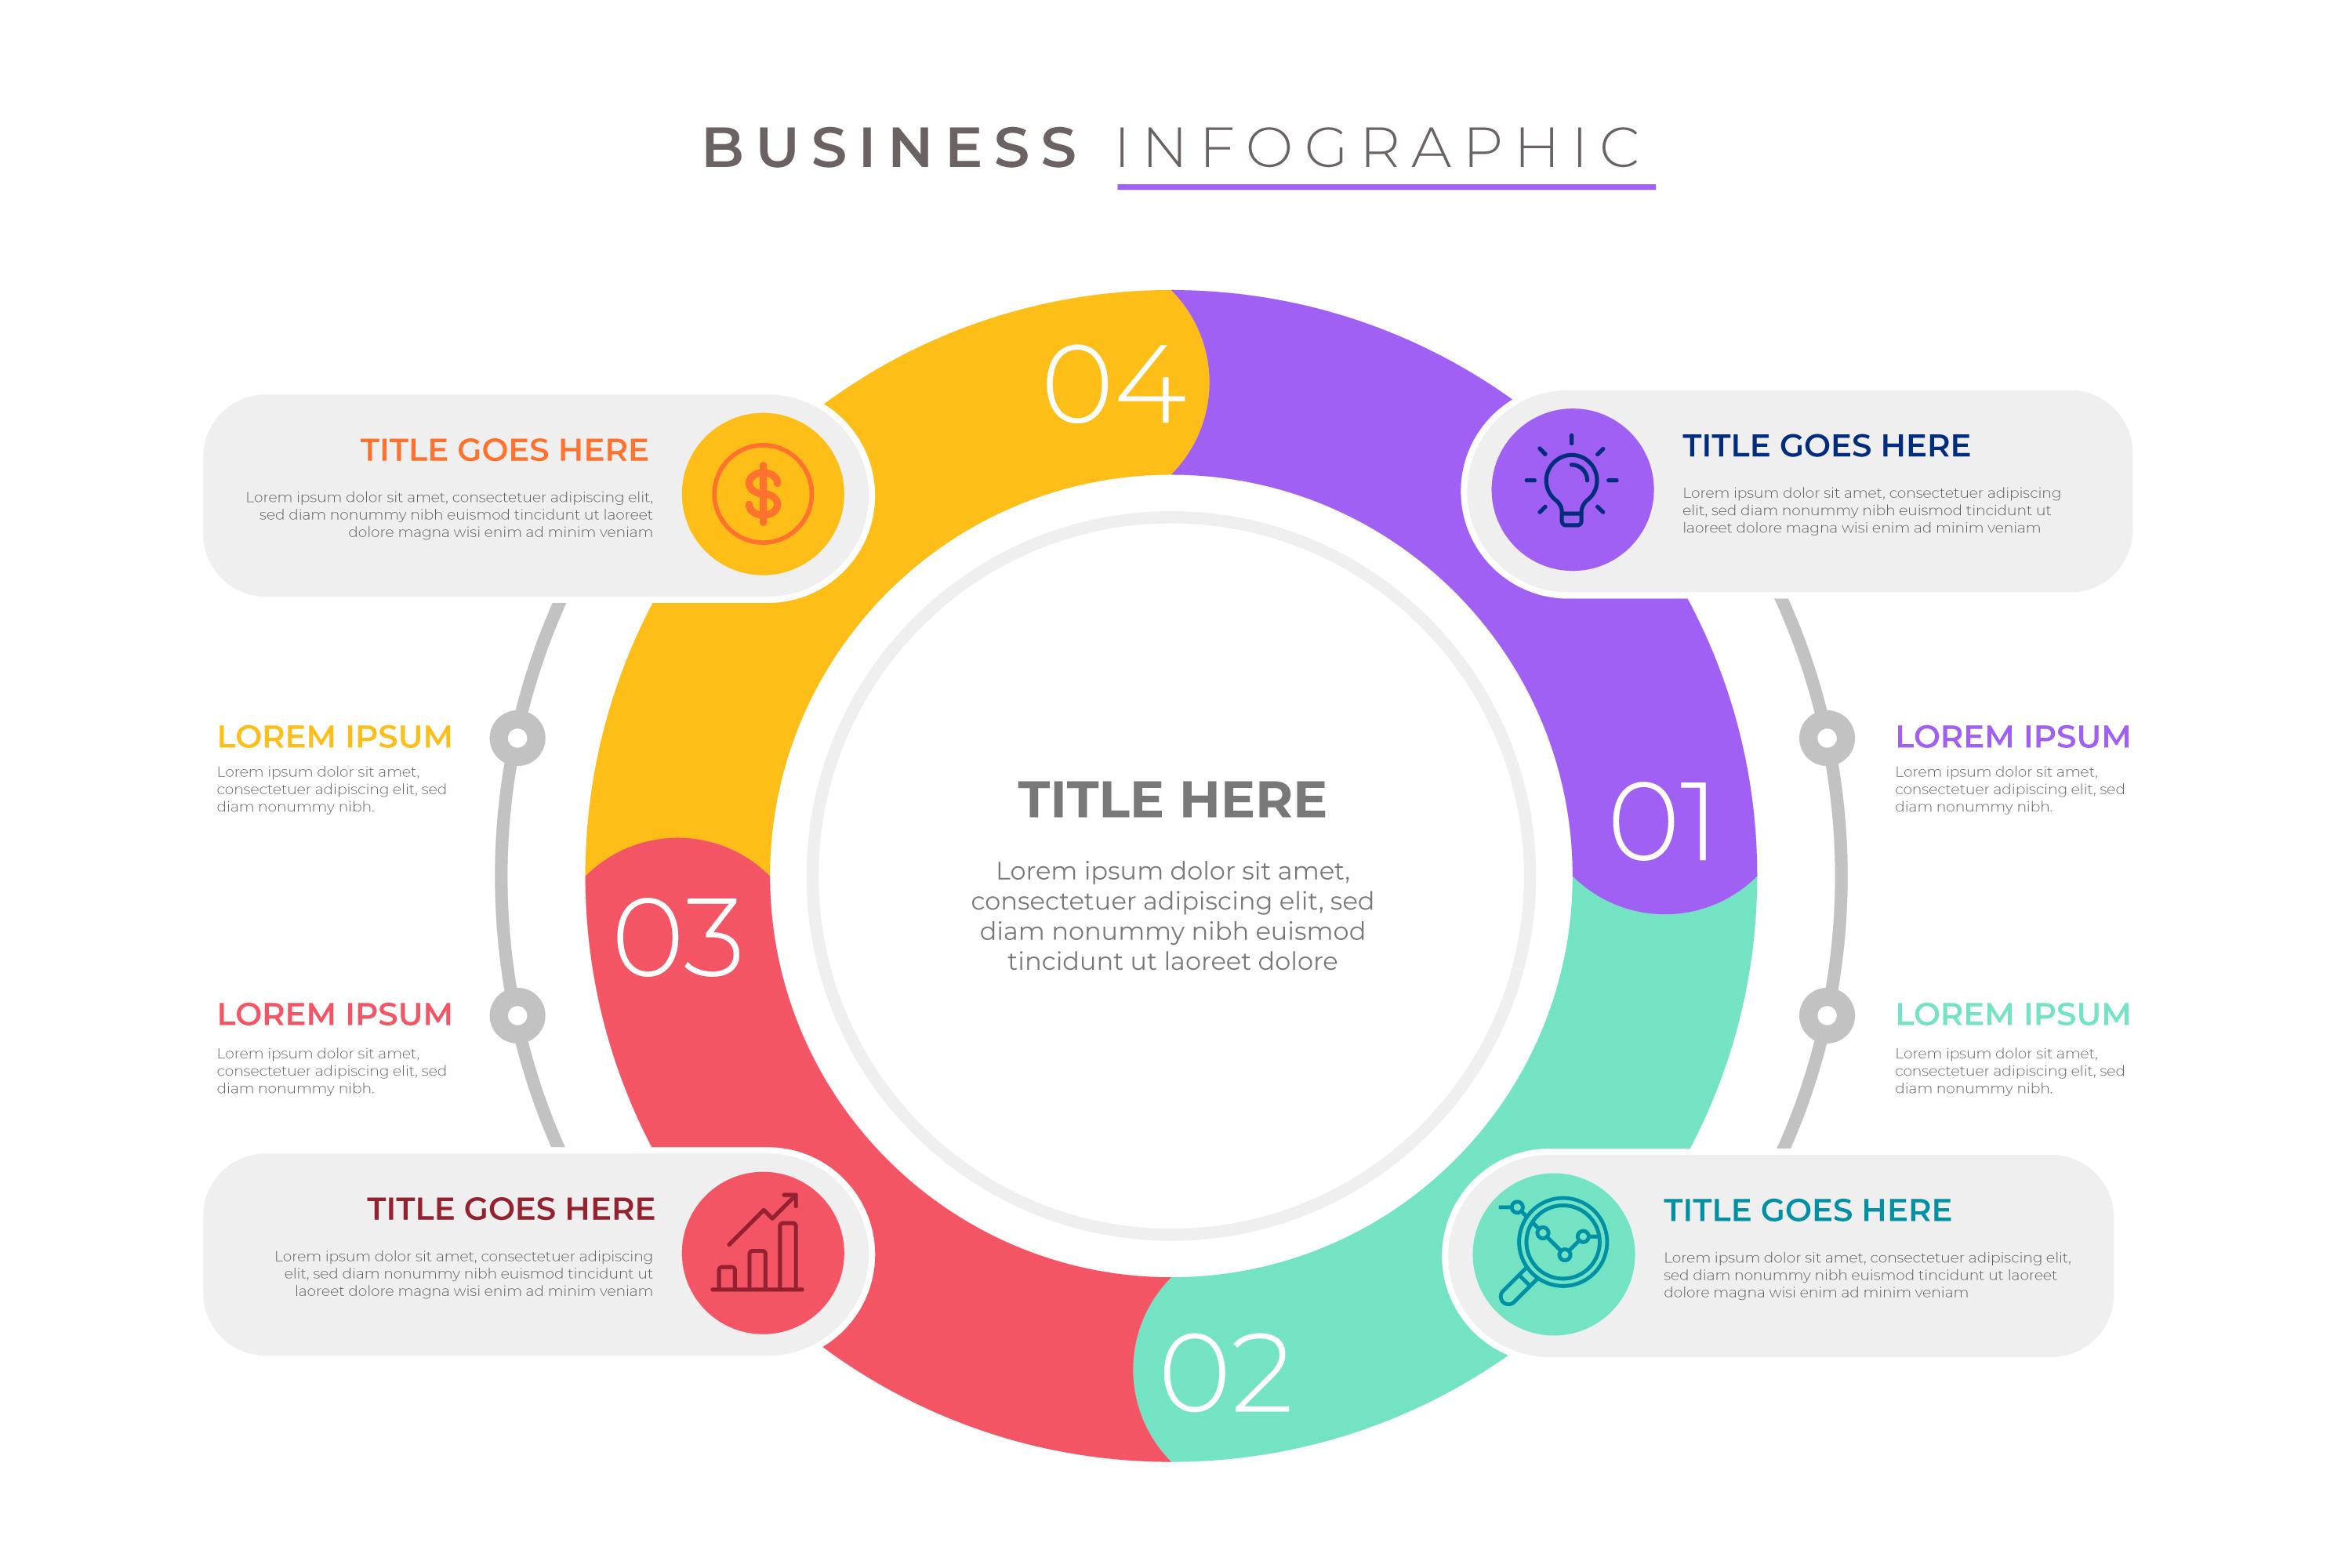 BUSINESS INFOGRAPHIC
04
TITLE GOES HERE
Lorem ipsum dolor sit amet, consectetuer adipiscing elit,
sed diam nonummy nibh euismod tincidunt ut laoreet
dolore magna wisi enim ad minim veniam
TITLE GOES HERE
Lorem ipsum dolor sit amet, consectetuer adipiscing
elit, sed diam nonummy nibh euismod tincidunt ut
laoreet dolore magna wisi enim ad minim veniam
LOREM IPSUM
Lorem ipsum dolor sit amet,
consectetuer adipiscing elit, sed
diam nonummy nibh.
LOREM IPSUM
Lorem ipsum dolor sit amet,
consectetuer adipiscing elit, sed
diam nonummy nibh.
01
TITLE HERE
Lorem ipsum dolor sit amet,
consectetuer adipiscing elit, sed
diam nonummy nibh euismod
tincidunt ut laoreet dolore
03
LOREM IPSUM
Lorem ipsum dolor sit amet,
consectetuer adipiscing elit, sed
diam nonummy nibh.
LOREM IPSUM
Lorem ipsum dolor sit amet,
consectetuer adipiscing elit, sed
diam nonummy nibh.
TITLE GOES HERE
Lorem ipsum dolor sit amet, consectetuer adipiscing
elit, sed diam nonummy nibh euismod tincidunt ut
laoreet dolore magna wisi enim ad minim veniam
TITLE GOES HERE
Lorem ipsum dolor sit amet, consectetuer adipiscing elit,
sed diam nonummy nibh euismod tincidunt ut laoreet
dolore magna wisi enim ad minim veniam
02